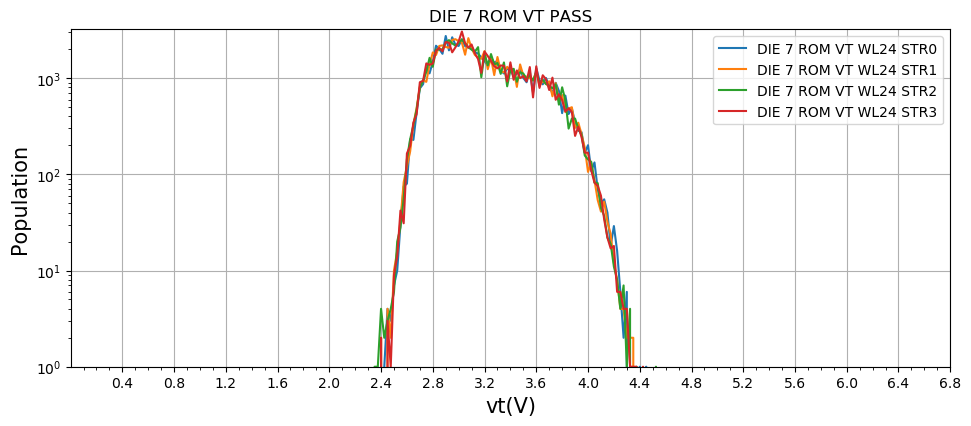 DIE 7 ROM VT PASS
DIE 7 ROM VT WL24 STR0
DIE 7 ROM VT WL24 STR1
DIE 7 ROM VT WL24 STR2
DIE 7 ROM VT WL24 STR3
Population
10³
10²
10¹
10⁰
0.4 0.8 1.2 1.6 2.0 2.4 2.8 3.2 3.6 4.0 4.4 4.8 5.2 5.6 6.0 6.4 6.8
vt(V)